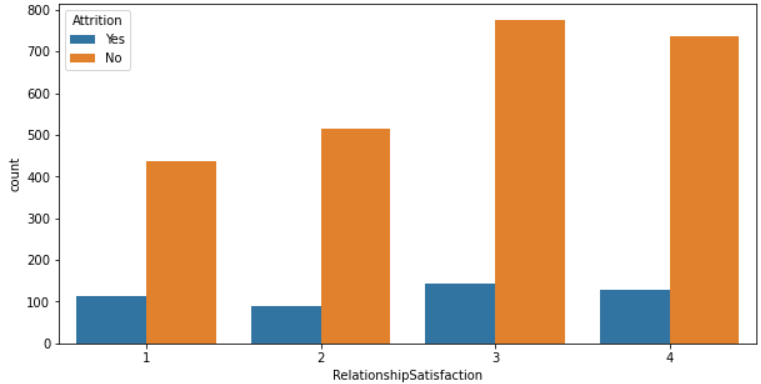 Attrition
Yes
No
800
700
600
500
400
300
200
100
0
count
1 2 3 4
RelationshipSatisfaction